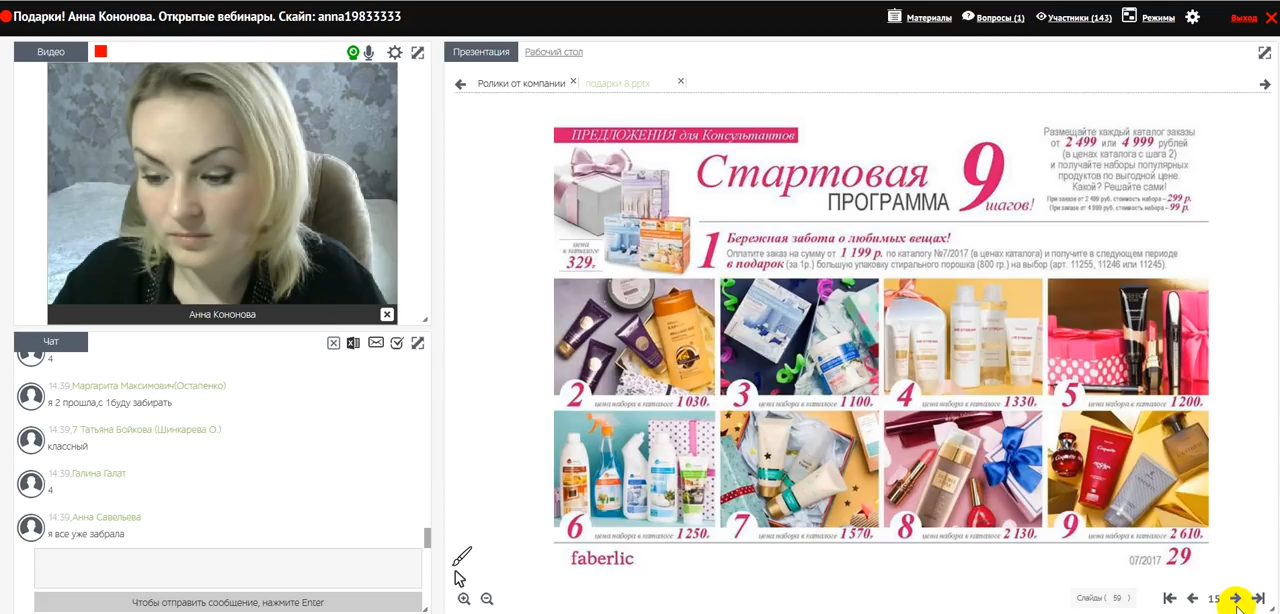 Подарки! Анна Кононова. Открытые вебинары. Скайп: anna19833333
Материалы
Вопросы (1)
Участники (143)
Режимы
Выход
Видео
Анна Кононова
Чат
4
14:39, Маргарита Максимович(Остапенко)
я 2 прошла,с 1буду забирать
14:39, 7 Татьяна Бойкова (Шинкарева О.)
классный
14:39, Галина Галат
4
14:39, Анна Савельева
я все уже забрала
Чтобы отправить сообщение, нажмите Enter
Презентация
Рабочий стол
Ролики от компании
подарки 8.pptx
ПРЕДЛОЖЕНИЯ для Консультантов
Стартовая
ПРОГРАММА
9
шагов!
Размещайте каждый каталог заказы
от 2 499 или 4 999 рублей
(в ценах каталога с шага 2)
и получайте наборы популярных
продуктов по выгодной цене.
Какой? Решайте сами!
При заказе от 2 499 руб. стоимость набора – 299 р.
При заказе от 4 999 руб. стоимость набора – 99 р.
цена
в каталоге
329,
1
Бережная забота о любимых вещах!
Оплатите заказ на сумму от 1 199 р. по каталогу №7/2017 (в ценах каталога) и получите в следующем периоде
в подарок (за 1р.) большую упаковку стирального порошка (800 гр.) на выбор (арт. 11255, 11246 или 11245).
2 цена набора в каталоге 1 030,
3 цена набора в каталоге 1 100,
4 цена набора в каталоге 1 330,
5 цена набора в каталоге 1 200,
6 цена набора в каталоге 1 250,
7 цена набора в каталоге 1 570,
8 цена набора в каталоге 2 130,
9 цена набора в каталоге 2 610,
faberlic
07/2017 29
Слайды ( 59 )
15